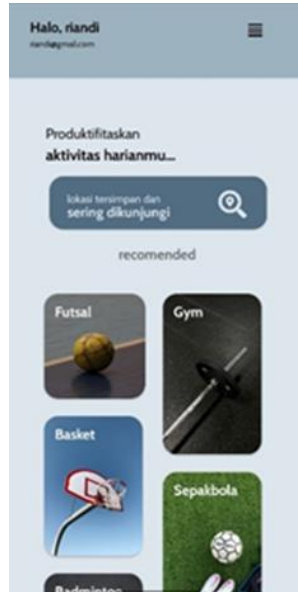 Halo, riandi
riandi@gmail.com
Produktifitaskan
aktivitas harianmu...
lokasi tersimpan dan
sering dikunjungi
recomended
Futsal
Gym
Basket
Sepakbola